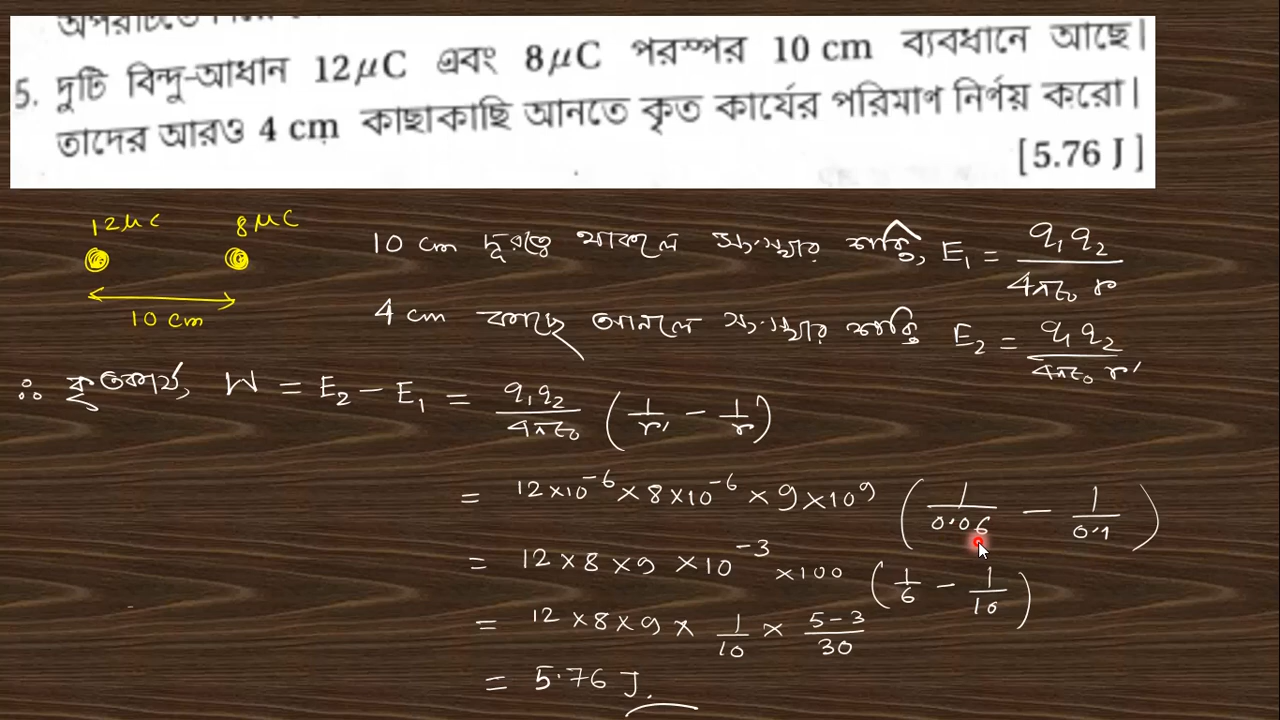 অপরটিতে
5. দুটি বিন্দু-আধান 12μC এবং 8μC পরস্পর 10 cm ব্যবধানে আছে।
তাদের আরও 4 cm কাছাকাছি আনতে কৃত কার্যের পরিমাণ নির্ণয় করো।
[5.76 J]
12μC 8μC
10 cm
10 cm দূরত্বে থাকলে সংস্থার শক্তি, E₁ = q₁q₂ / 4πε₀ r
4 cm কাছে আনলে সংস্থার শক্তি E₂ = q₁q₂ / 4πε₀ r'
∴ কৃতকার্য, W = E₂ − E₁ = q₁q₂ / 4πε₀ (1/r' − 1/r)
= 12×10⁻⁶ × 8×10⁻⁶ × 9×10⁹ (1/0.06 − 1/0.1)
= 12×8×9×10⁻³ ×100 (1/6 − 1/10)
= 12×8×9× 1/10 × 5−3/30
= 5.76 J.